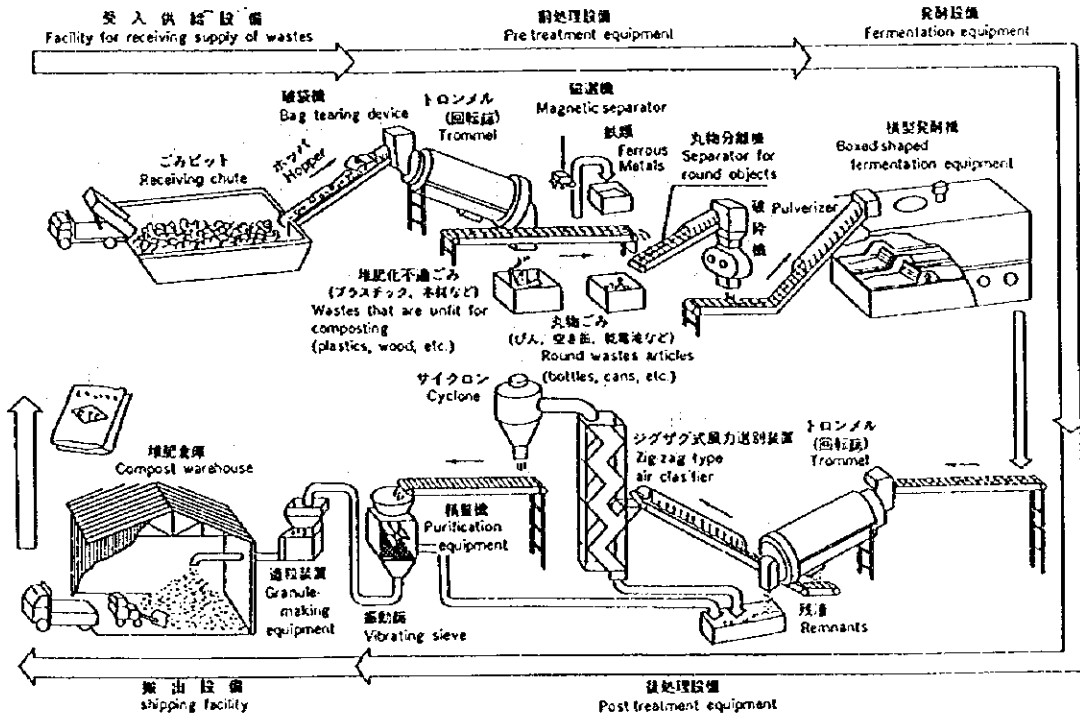 受入供給設備
Facility for receiving supply of wastes
前処理設備
Pre treatment equipment
発酵設備
Fermentation equipment
破袋機
Bag tearing device
トロンメル
(回転篩)
Trommel
磁選機
Magnetic separator
鉄類
Ferrous
Metals
丸物分離機
Separator for
round objects
横型発酵機
Boxed shaped
fermentation equipment
ごみピット
Receiving chute
ホッパ
Hopper
破砕機
Pulverizer
堆肥化不適ごみ
(プラスチック、木材など)
Wastes that are unfit for
composting
(plastics, wood, etc.)
丸物ごみ
(びん、空き缶、乾電池など)
Round wastes articles
(bottles, cans, etc.)
サイクロン
Cyclone
ジグザグ式風力選別装置
Zig zag type
air clasfier
トロンメル
(回転篩)
Trommel
堆肥倉庫
Compost warehouse
精製機
Purification
equipment
造粒装置
Granule-
making
equipment
振動篩
Vibrating sieve
残渣
Remnants
搬出設備
shipping facility
後処理設備
Post treatment equipment